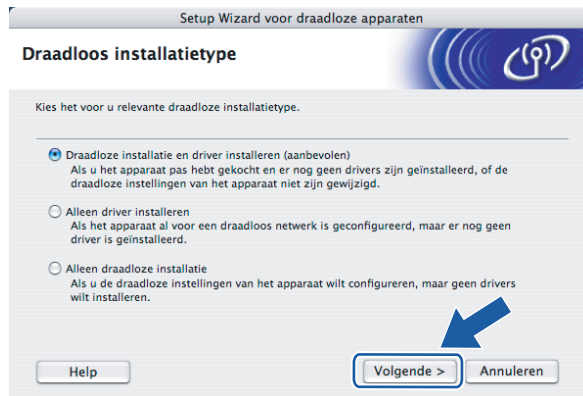 Setup Wizard voor draadloze apparaten
Draadloos installatietype
Kies het voor u relevante draadloze installatietype.
Draadloze installatie en driver installeren (aanbevolen)
Als u het apparaat pas hebt gekocht en er nog geen drivers zijn geïnstalleerd, of de
draadloze instellingen van het apparaat niet zijn gewijzigd.
Alleen driver installeren
Als het apparaat al voor een draadloos netwerk is geconfigureerd, maar er nog geen
driver is geïnstalleerd.
Alleen draadloze installatie
Als u de draadloze instellingen van het apparaat wilt configureren, maar geen drivers
wilt installeren.
Help
Volgende >
Annuleren